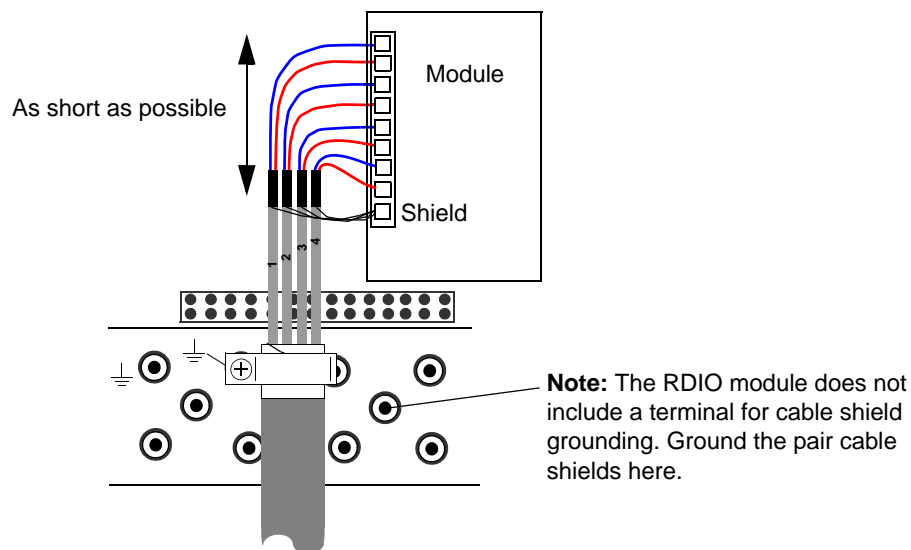 Module
As short as possible
Shield
1
2
3
4
Note: The RDIO module does not
include a terminal for cable shield
grounding. Ground the pair cable
shields here.